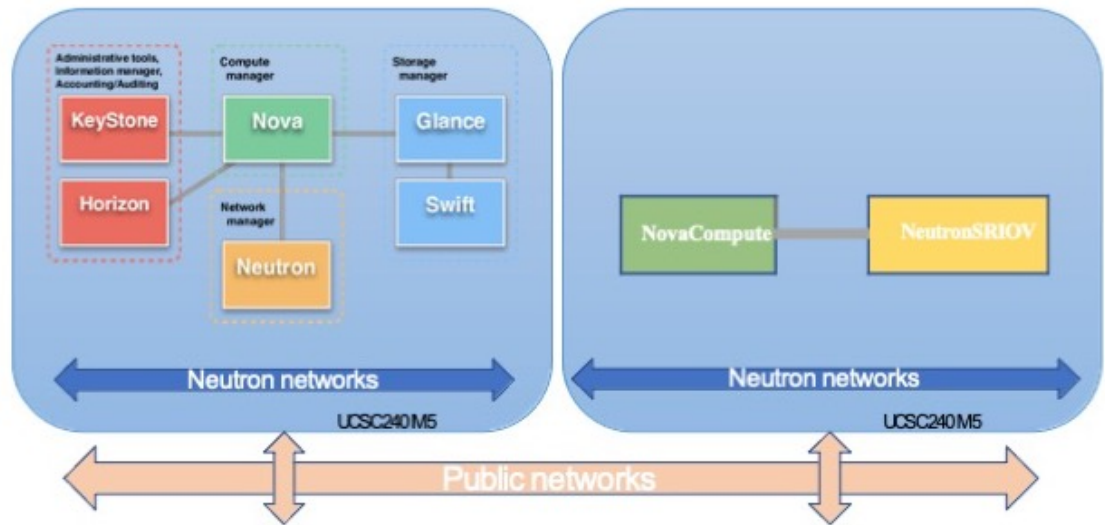 Administrative tools,
Information manager,
Accounting/Auditing
KeyStone
Horizon
Compute
manager
Nova
Network
manager
Neutron
Storage
manager
Glance
Swift
Neutron networks
UCSC240 M5
NovaCompute
NeutronSRIOV
Neutron networks
UCSC240 M5
Public networks